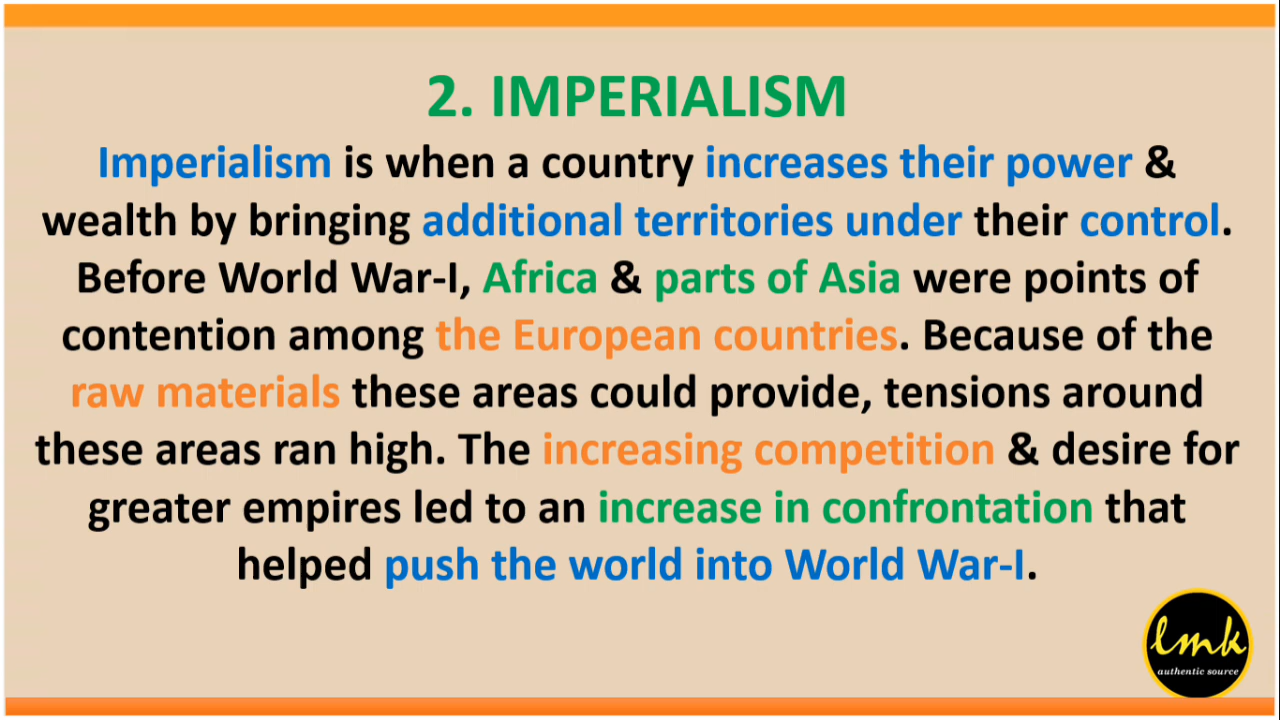 2. IMPERIALISM
Imperialism is when a country increases their power &
wealth by bringing additional territories under their control.
Before World War-I, Africa & parts of Asia were points of
contention among the European countries. Because of the
raw materials these areas could provide, tensions around
these areas ran high. The increasing competition & desire for
greater empires led to an increase in confrontation that
helped push the world into World War-I.
lmk
authentic source